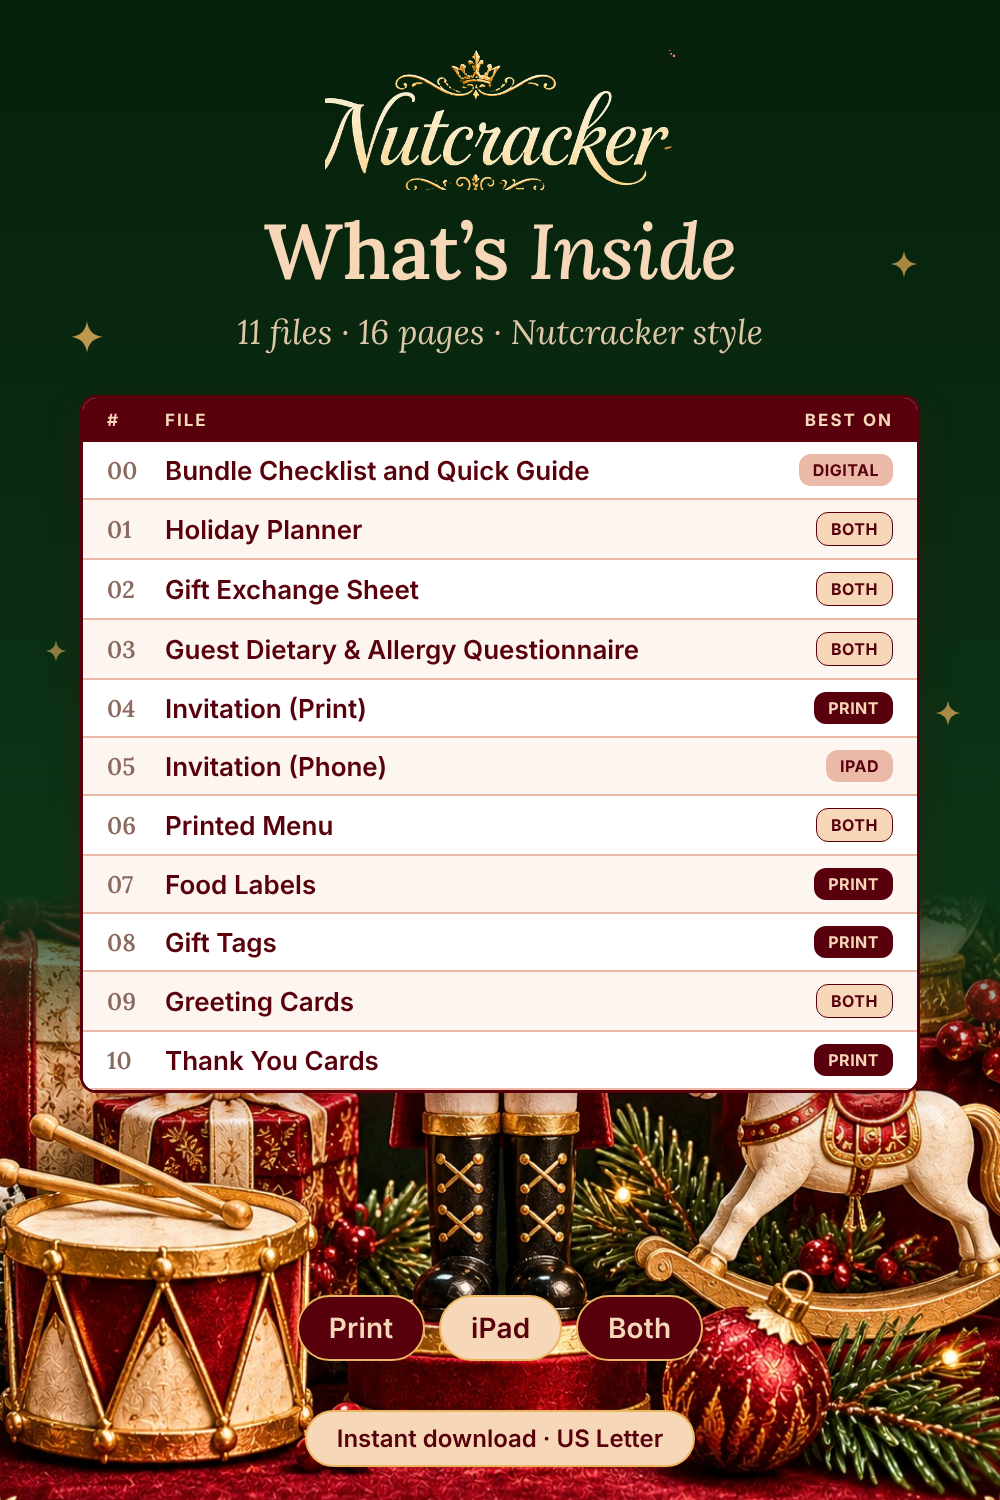 Nutcracker
What's Inside
11 files · 16 pages · Nutcracker style
# FILE BEST ON
00 Bundle Checklist and Quick Guide DIGITAL
01 Holiday Planner BOTH
02 Gift Exchange Sheet BOTH
03 Guest Dietary & Allergy Questionnaire BOTH
04 Invitation (Print) PRINT
05 Invitation (Phone) IPAD
06 Printed Menu BOTH
07 Food Labels PRINT
08 Gift Tags PRINT
09 Greeting Cards BOTH
10 Thank You Cards PRINT
Print iPad Both
Instant download · US Letter